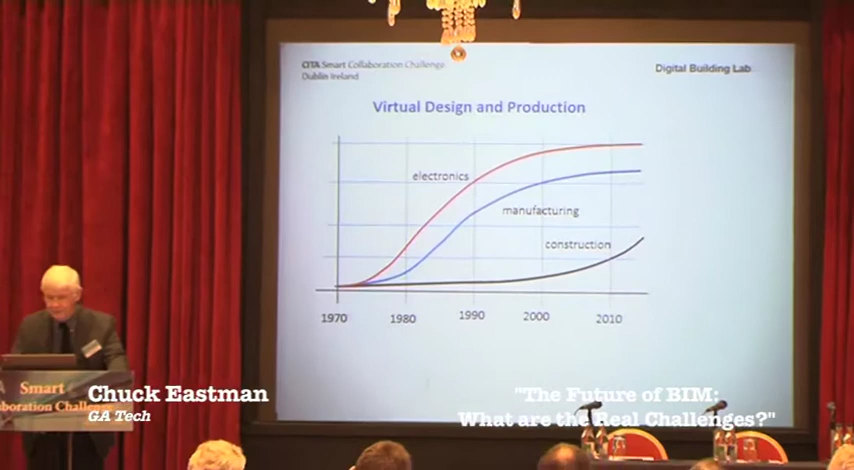 CITA Smart Collaboration Challenge
Dublin Ireland
Digital Building Lab
Virtual Design and Production
electronics
manufacturing
construction
1970 1980 1990 2000 2010
Smart
Chuck Eastman
GA Tech
"The Future of BIM:
What are the Real Challenges?"